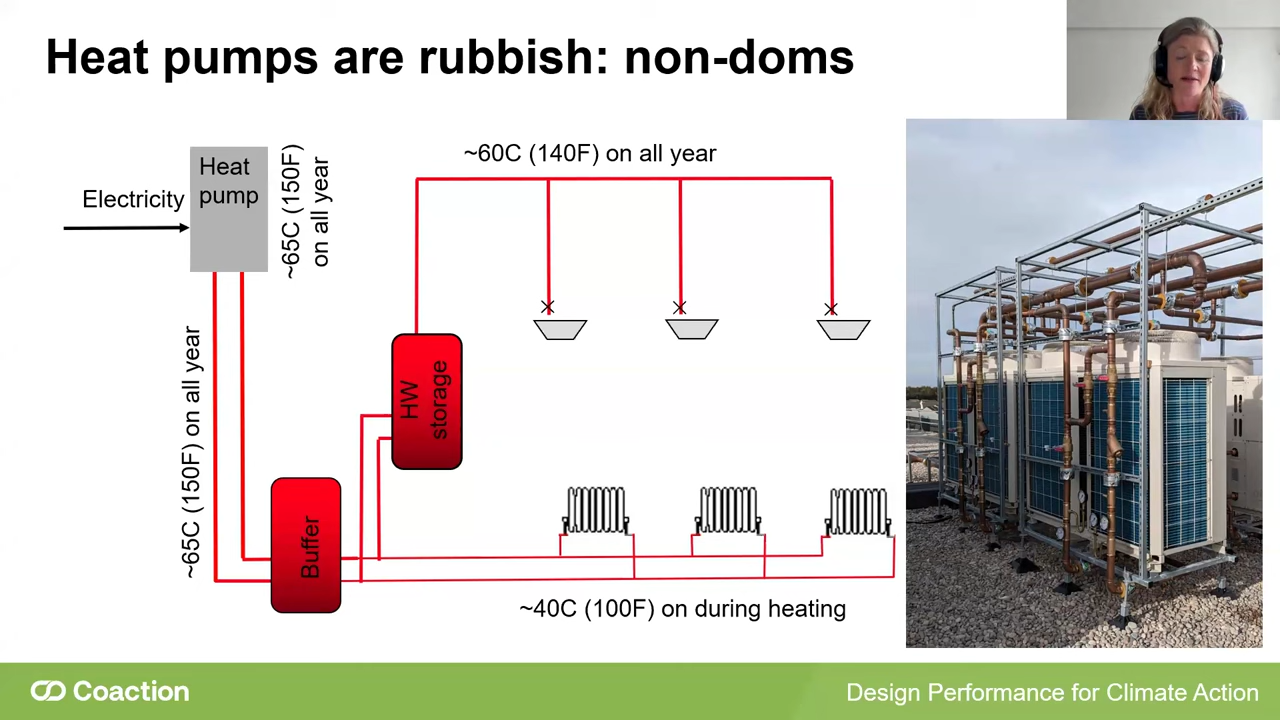 Heat pumps are rubbish: non-doms
Electricity
Heat
pump
~65C (150F)
on all year
~60C (140F) on all year
~65C (150F) on all year
HW
storage
Buffer
~40C (100F) on during heating
Coaction
Design Performance for Climate Action